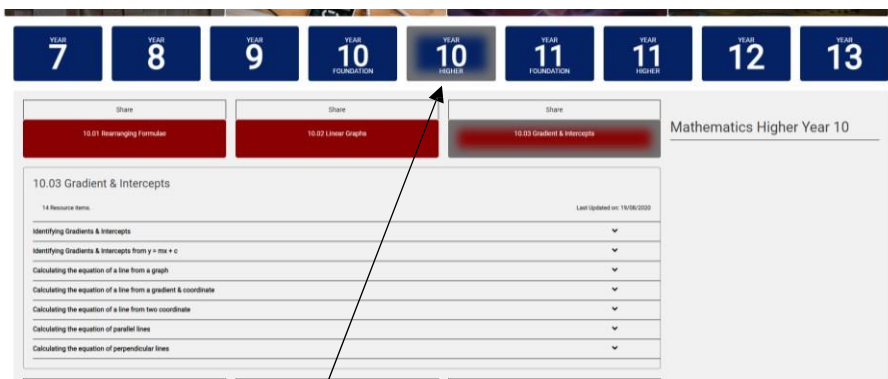 YEAR
7
YEAR
8
YEAR
9
YEAR
10
FOUNDATION
YEAR
10
HIGHER
YEAR
11
FOUNDATION
YEAR
11
HIGHER
YEAR
12
YEAR
13
Share
Share
Share
10.01 Rearranging Formulae
10.02 Linear Graphs
10.03 Gradient & Intercepts
Mathematics Higher Year 10
10.03 Gradient & Intercepts
14 Resource items.
Last Updated on: 19/08/2020
Identifying Gradients & Intercepts
Identifying Gradients & Intercepts from y = mx + c
Calculating the equation of a line from a graph
Calculating the equation of a line from a gradient & coordinate
Calculating the equation of a line from two coordinate
Calculating the equation of parallel lines
Calculating the equation of perpendicular lines